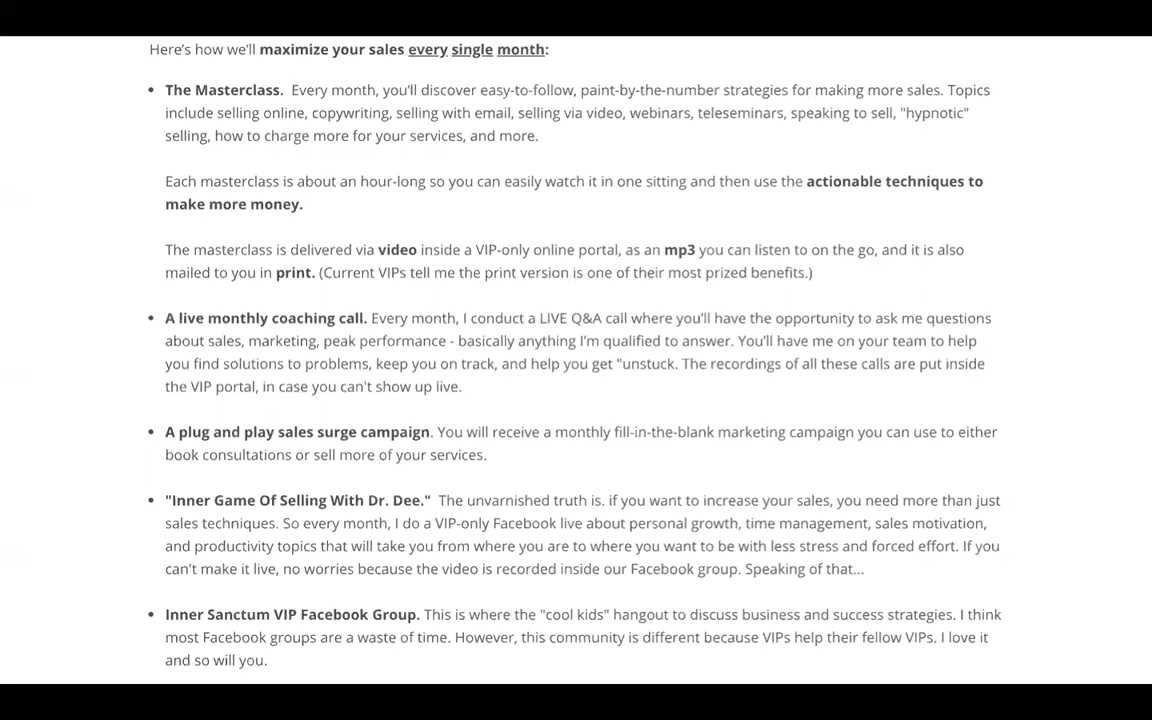 Here's how we'll maximize your sales every single month:
• The Masterclass. Every month, you'll discover easy-to-follow, paint-by-the-number strategies for making more sales. Topics
include selling online, copywriting, selling with email, selling via video, webinars, teleseminars, speaking to sell, "hypnotic"
selling, how to charge more for your services, and more.
Each masterclass is about an hour-long so you can easily watch it in one sitting and then use the actionable techniques to
make more money.
The masterclass is delivered via video inside a VIP-only online portal, as an mp3 you can listen to on the go, and it is also
mailed to you in print. (Current VIPs tell me the print version is one of their most prized benefits.)
• A live monthly coaching call. Every month, I conduct a LIVE Q&A call where you'll have the opportunity to ask me questions
about sales, marketing, peak performance - basically anything I'm qualified to answer. You'll have me on your team to help
you find solutions to problems, keep you on track, and help you get "unstuck. The recordings of all these calls are put inside
the VIP portal, in case you can't show up live.
• A plug and play sales surge campaign. You will receive a monthly fill-in-the-blank marketing campaign you can use to either
book consultations or sell more of your services.
• "Inner Game Of Selling With Dr. Dee." The unvarnished truth is. if you want to increase your sales, you need more than just
sales techniques. So every month, I do a VIP-only Facebook live about personal growth, time management, sales motivation,
and productivity topics that will take you from where you are to where you want to be with less stress and forced effort. If you
can't make it live, no worries because the video is recorded inside our Facebook group. Speaking of that...
• Inner Sanctum VIP Facebook Group. This is where the "cool kids" hangout to discuss business and success strategies. I think
most Facebook groups are a waste of time. However, this community is different because VIPs help their fellow VIPs. I love it
and so will you.